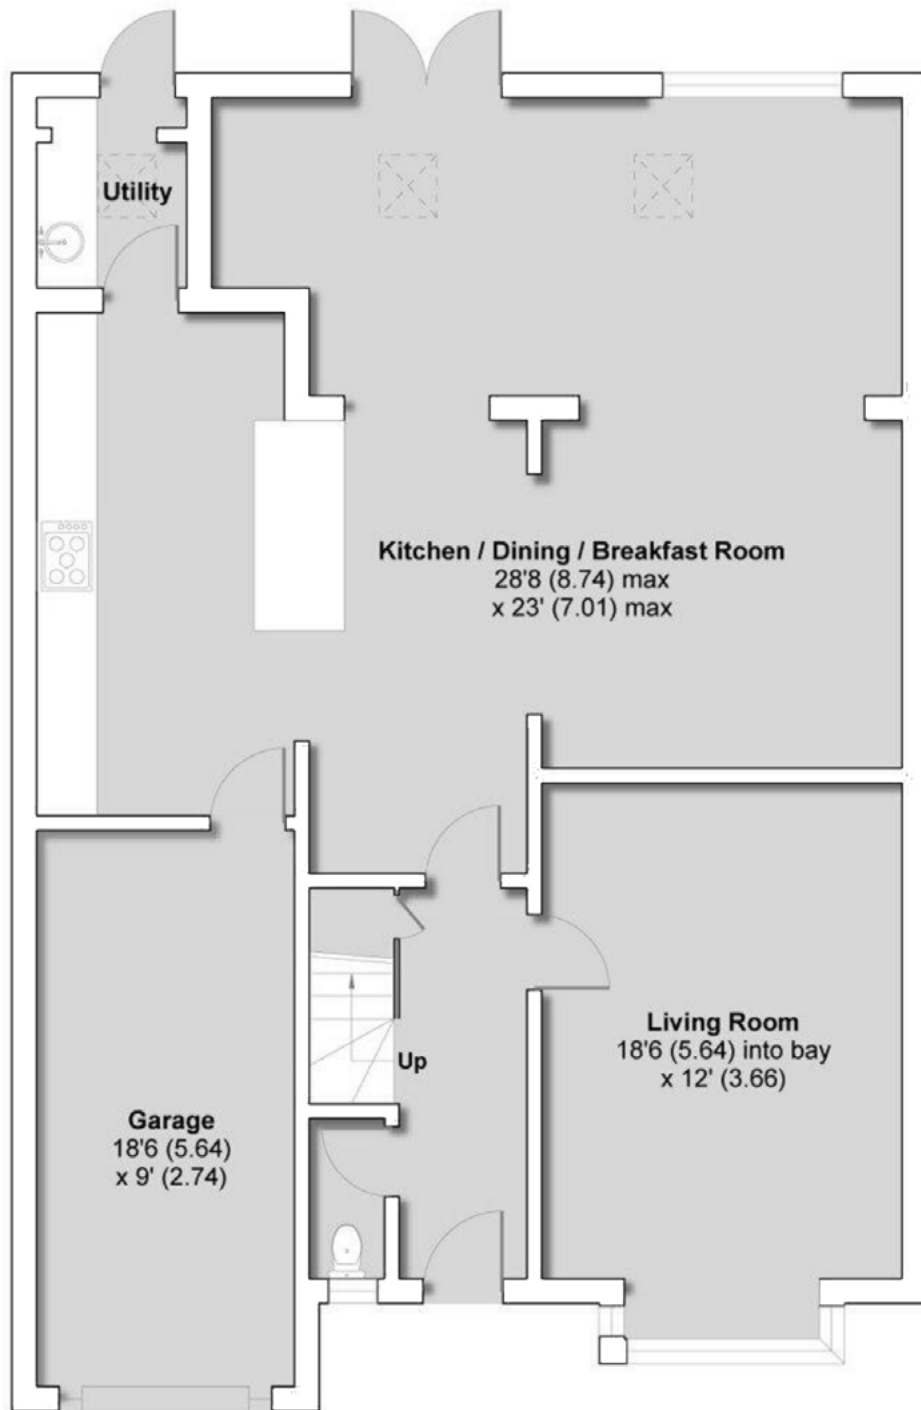 Utility
Kitchen / Dining / Breakfast Room
28'8 (8.74) max
x 23' (7.01) max
Living Room
18'6 (5.64) into bay
x 12' (3.66)
Up
Garage
18'6 (5.64)
x 9' (2.74)